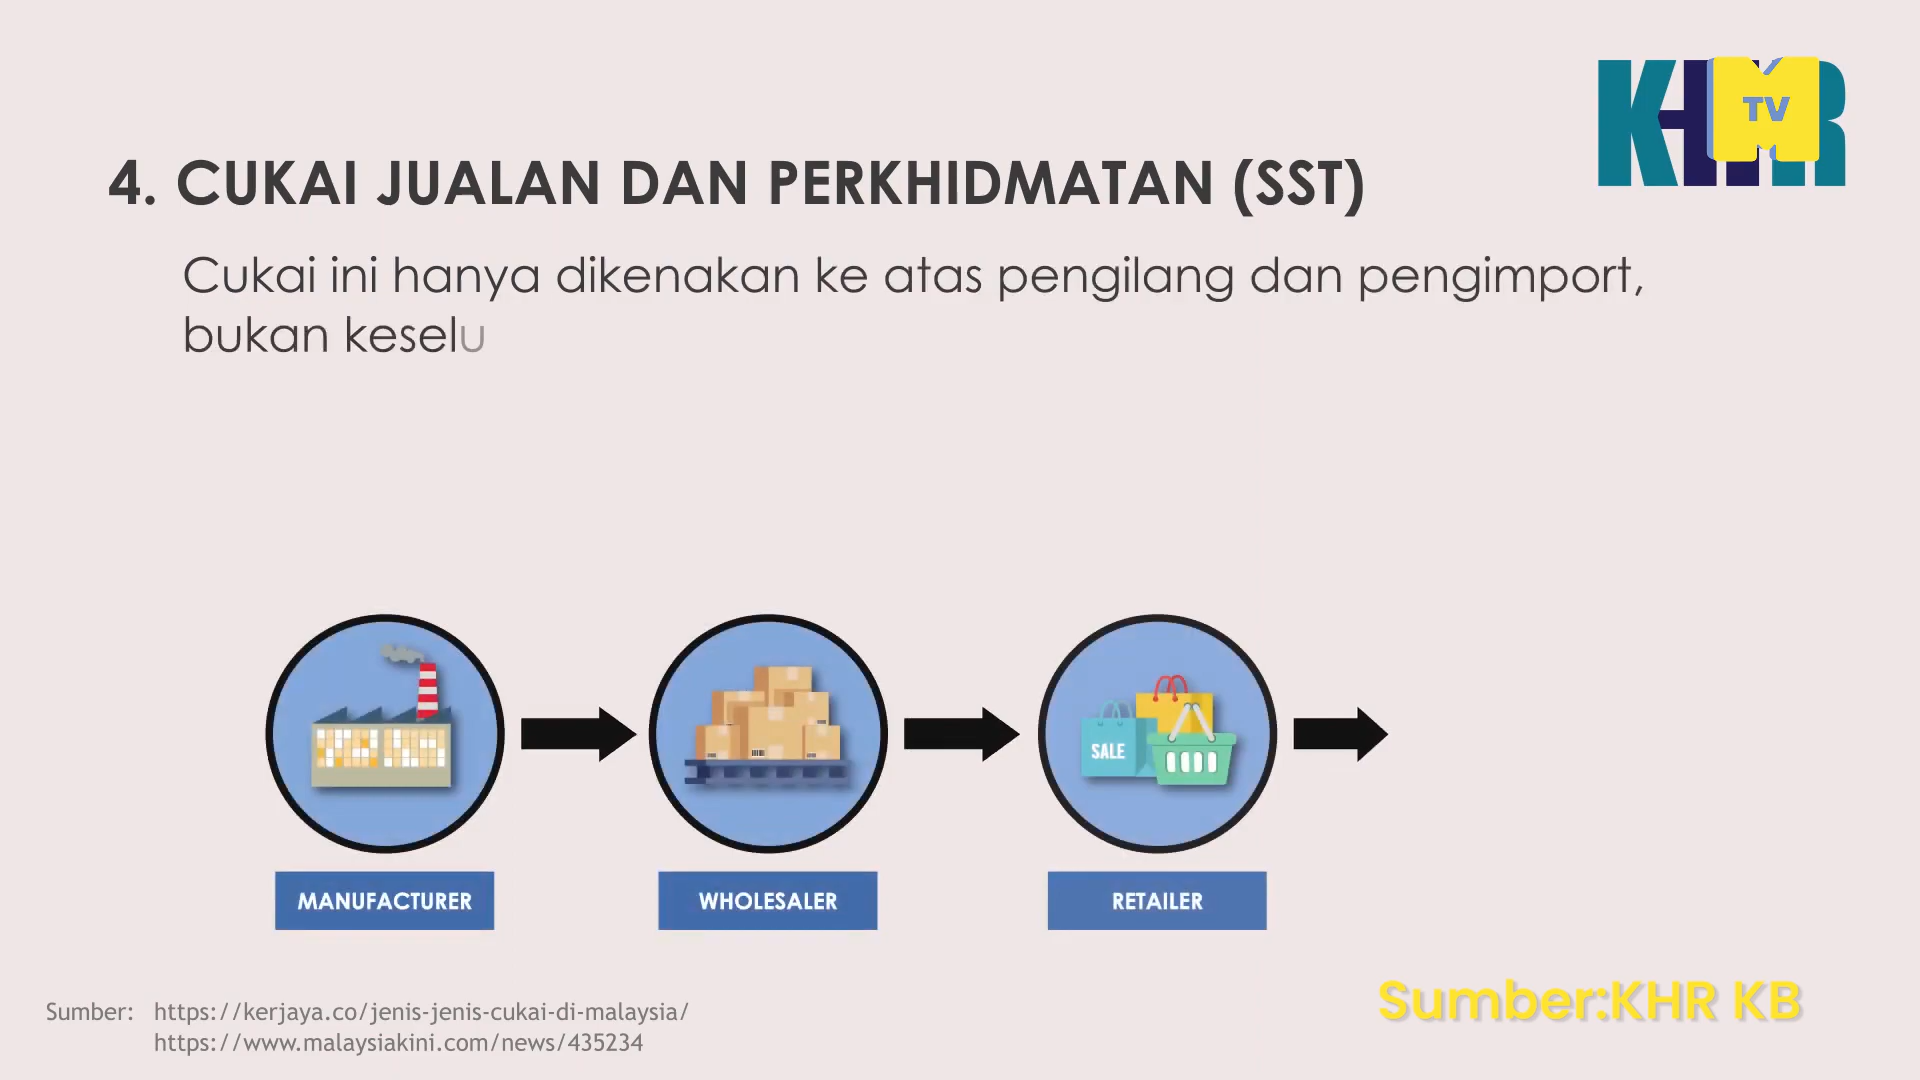 KHR
TV
4. CUKAI JUALAN DAN PERKHIDMATAN (SST)
Cukai ini hanya dikenakan ke atas pengilang dan pengimport,
bukan keselu
SALE
MANUFACTURER
WHOLESALER
RETAILER
Sumber: https://kerjaya.co/jenis-jenis-cukai-di-malaysia/
https://www.malaysiakini.com/news/435234
Sumber:KHR KB